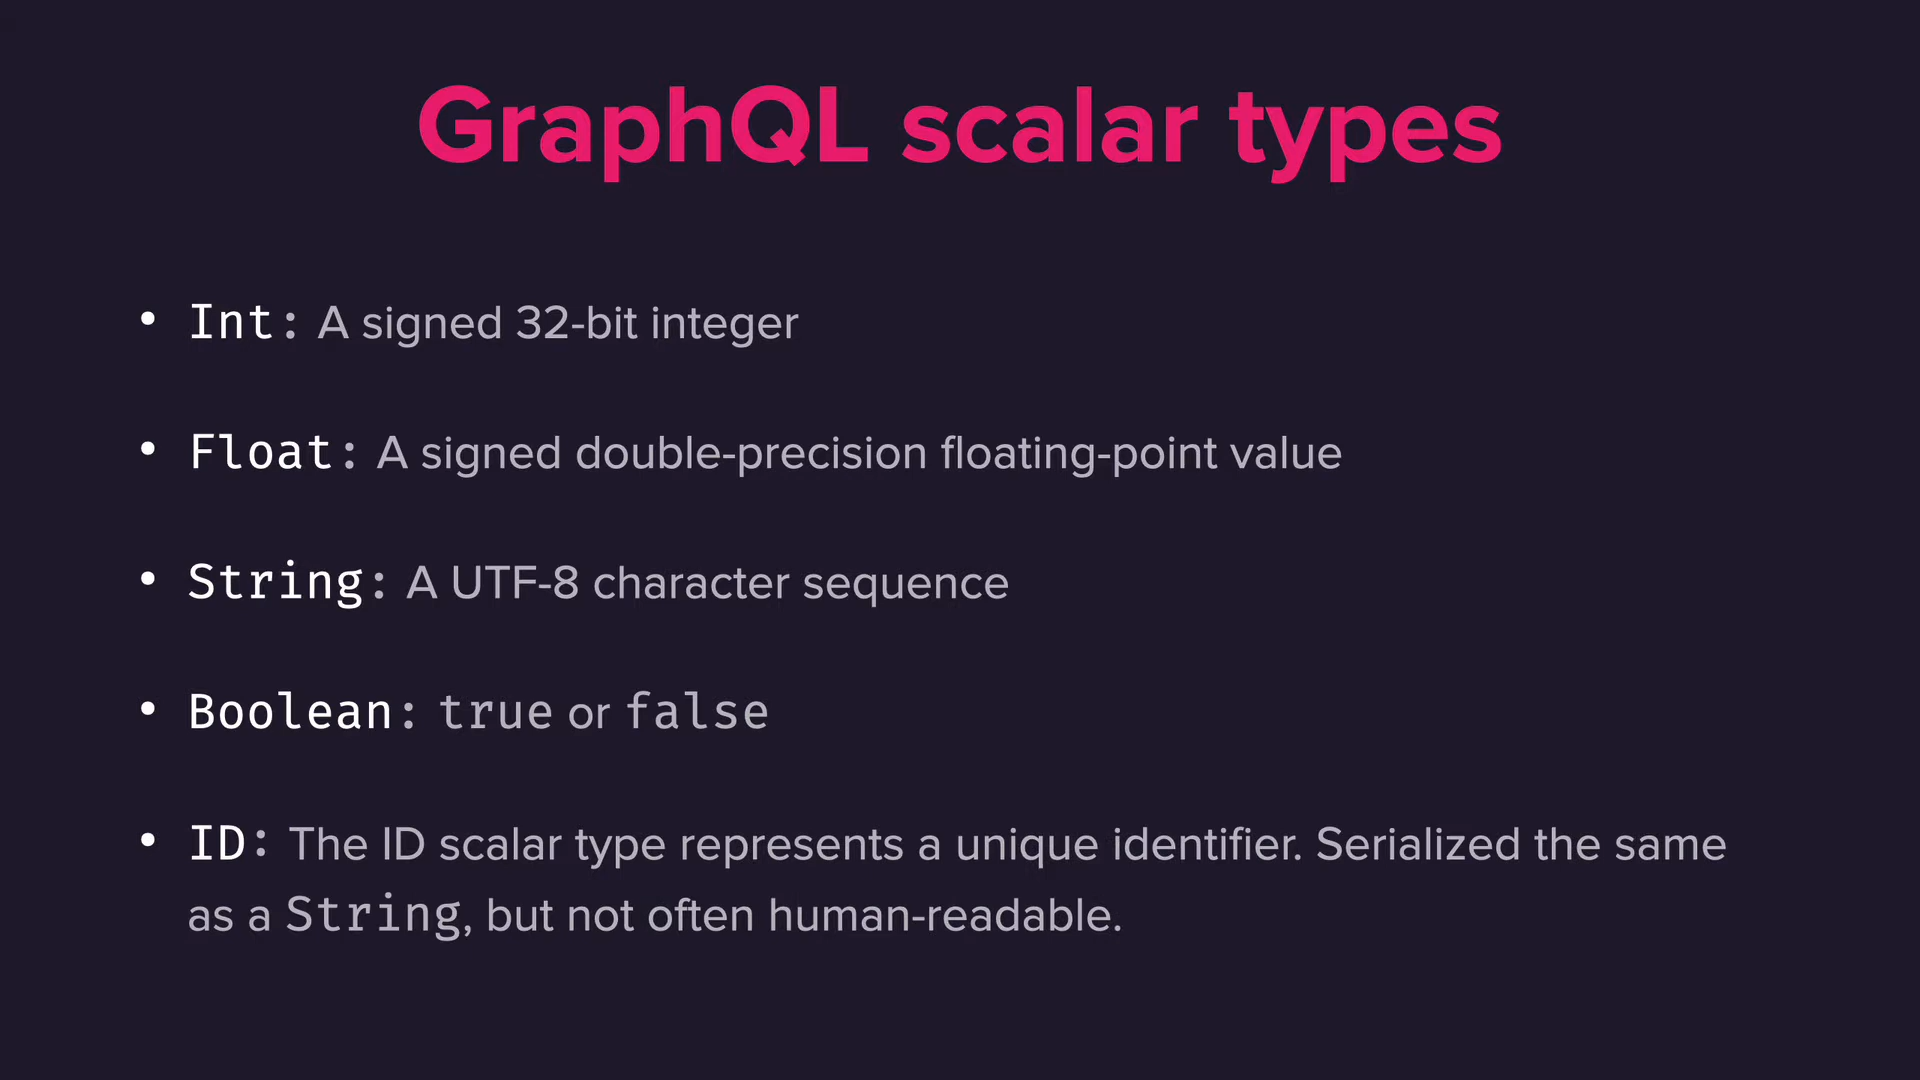 GraphQL scalar types
• Int: A signed 32-bit integer
• Float: A signed double-precision floating-point value
• String: A UTF-8 character sequence
• Boolean: true or false
• ID: The ID scalar type represents a unique identifier. Serialized the same
as a String, but not often human-readable.